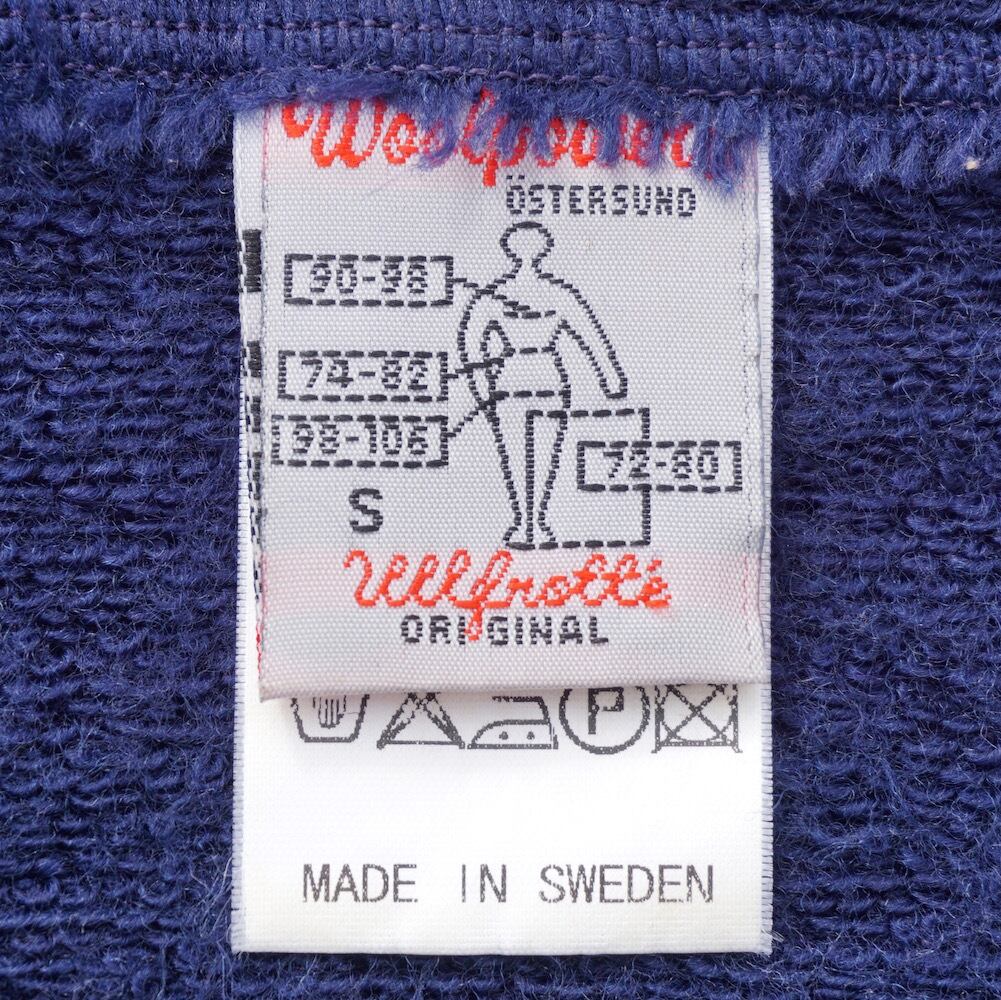 Woolpower
ÖSTERSUND
90-98
74-82
98-106
72-80
S
Ullfrotté
ORIGINAL
P
MADE IN SWEDEN